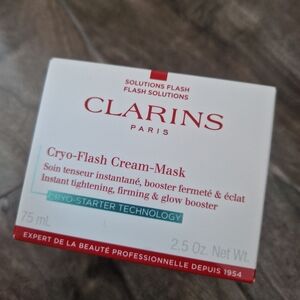 SOLUTIONS FLASH
FLASH SOLUTIONS
CLARINS
PARIS
Cryo-Flash Cream-Mask
Soin tenseur instantané, booster fermeté & éclat
Instant tightening, firming & glow booster
CRYO-STARTER TECHNOLOGY
75 mL 2.5 Oz. Net Wt.
EXPERT DE LA BEAUTÉ PROFESSIONNELLE DEPUIS 1954